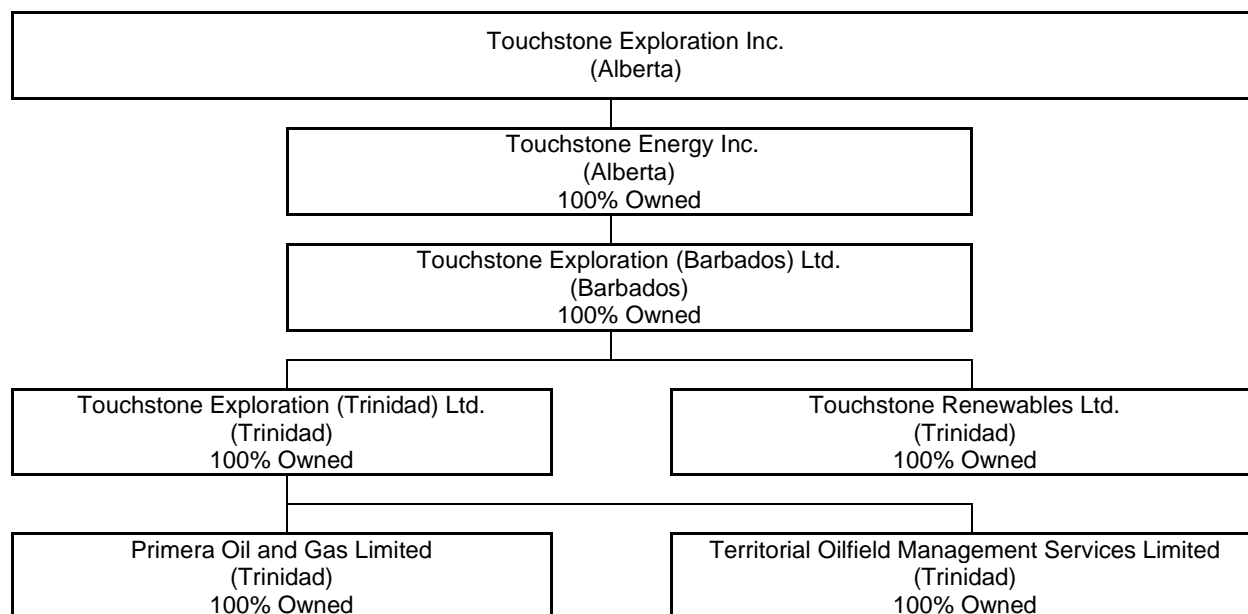 Touchstone Exploration Inc.
(Alberta)
Touchstone Energy Inc.
(Alberta)
100% Owned
Touchstone Exploration (Barbados) Ltd.
(Barbados)
100% Owned
Touchstone Exploration (Trinidad) Ltd.
(Trinidad)
100% Owned
Touchstone Renewables Ltd.
(Trinidad)
100% Owned
Primera Oil and Gas Limited
(Trinidad)
100% Owned
Territorial Oilfield Management Services Limited
(Trinidad)
100% Owned